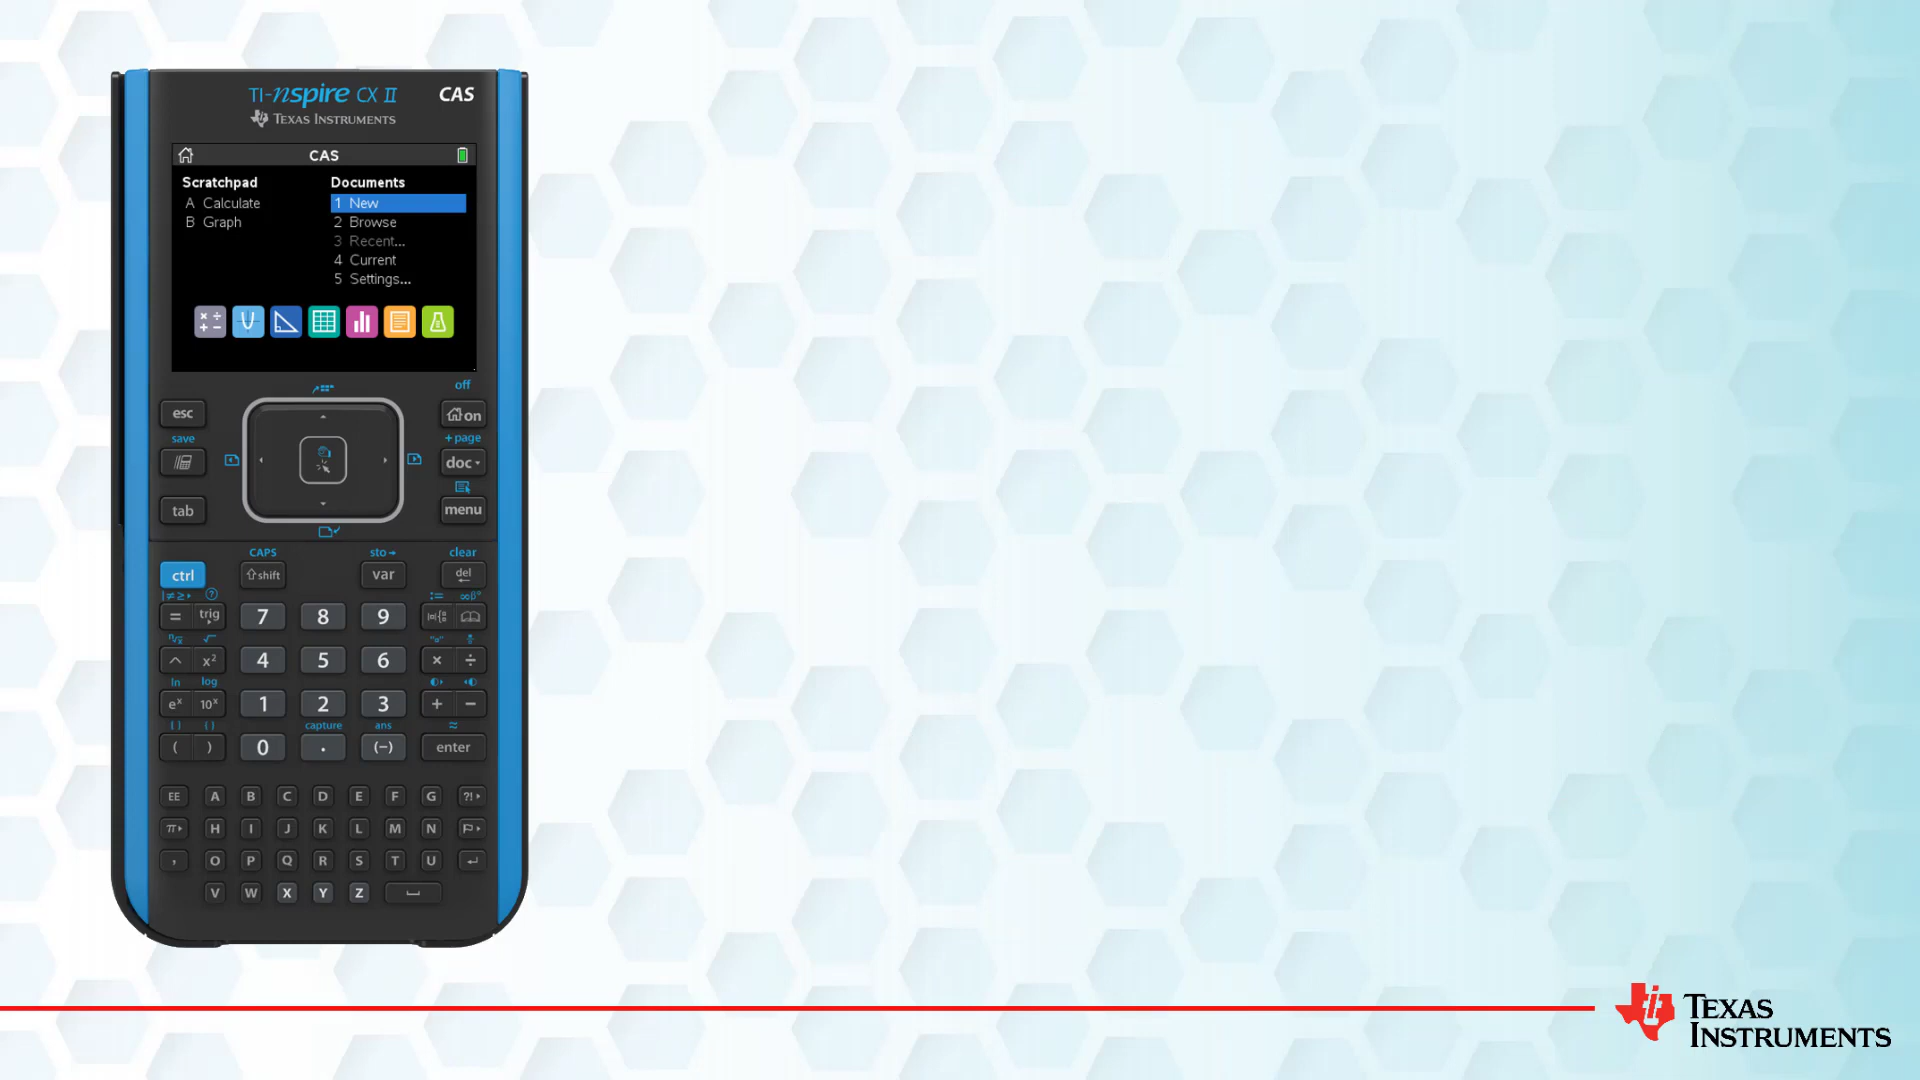 TI-nspire CX II CAS
TEXAS INSTRUMENTS
CAS
Scratchpad Documents
A Calculate 1 New
B Graph 2 Browse
3 Recent...
4 Current
5 Settings...
off
esc on
save +page
doc
tab menu
CAPS sto→ clear
ctrl ⇧shift var del
|≠≥▸ ? := ∞β°
= trig 7 8 9
ⁿ√x √ "a"
^ x² 4 5 6 × ÷
ln log
eˣ 10ˣ 1 2 3 + −
[ ] { } capture ans ≈
( ) 0 . (−) enter
EE A B C D E F G ?!▸
π▸ H I J K L M N
, O P Q R S T U ↵
V W X Y Z
TEXAS
INSTRUMENTS